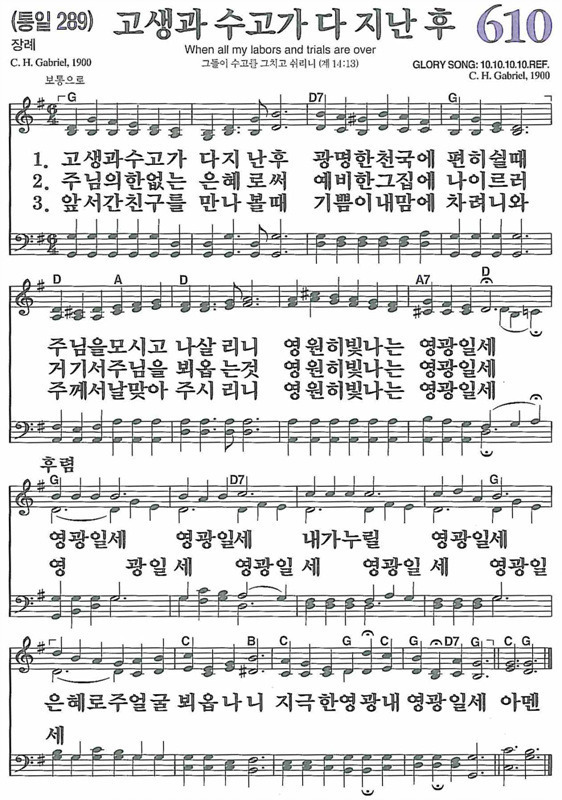 (통일 289) 고생과 수고가 다 지난 후 610
장례 When all my labors and trials are over
C. H. Gabriel, 1900 그들이 수고를 그치고 쉬리니 (계 14:13) GLORY SONG: 10.10.10.10.REF.
보통으로 C. H. Gabriel, 1900
G D7 G
1. 고생과수고가 다지난후 광명한천국에 편히쉴때
2. 주님의한없는 은혜로써 예비한그집에 나이르러
3. 앞서간친구를 만나볼때 기쁨이내맘에 차려니와
D A D G A7 D
주님을모시고 나살리니 영원히빛나는 영광일세
거기서주님을 뵈옵는것 영원히빛나는 영광일세
주께서날맞아 주시리니 영원히빛나는 영광일세
후렴
G D7 G
영광일세 영광일세 내가누릴 영광일세
영 광일세 영광일세 영광일세 영광일
G C B C G C G D7 G C G
은혜로주얼굴 뵈옵나니 지극한영광내 영광일세 아멘
세